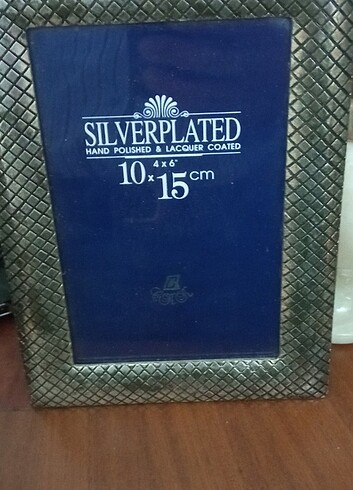 SILVERPLATED
HAND POLISHED & LACQUER COATED
4 x 6"
10 x 15 cm